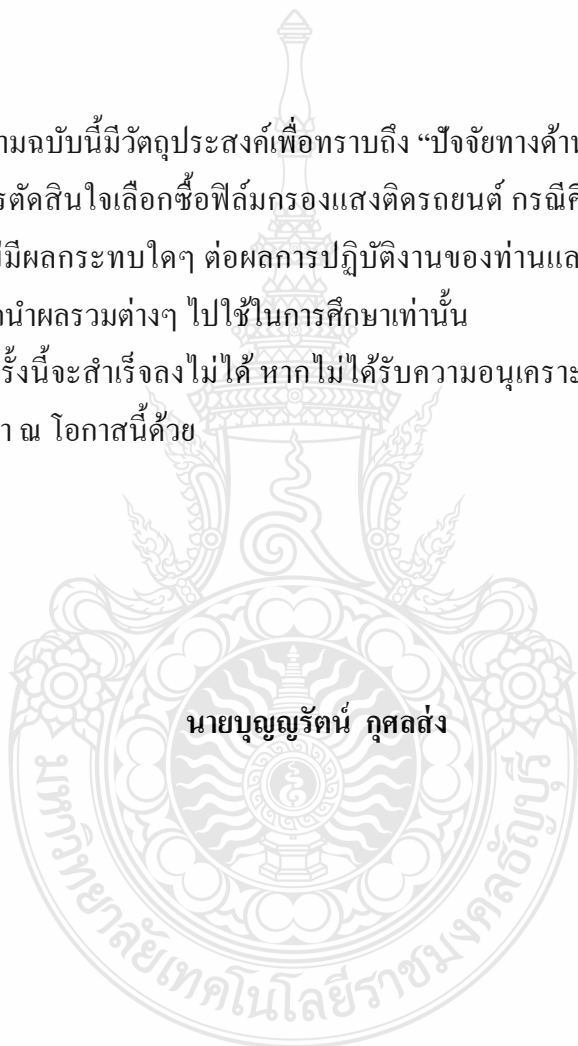 ามฉบับนี้มีวัตถุประสงค์เพื่อทราบถึง “ปัจจัยทางด้าน
รตัดสินใจเลือกซื้อฟิล์มกรองแสงติดรถยนต์ กรณีศึ
มีผลกระทบใดๆ ต่อผลการปฏิบัติงานของท่านแล
นำผลรวมต่างๆ ไปใช้ในการศึกษาเท่านั้น
รั้งนี้จะสำเร็จลงไม่ได้ หากไม่ได้รับความอนุเครา
า ณ โอกาสนี้ด้วย
นายบุญญรัตน์ กุศลส่ง
มหาวิทยาลัยเทคโนโลยีราชมงคลธัญบุรี